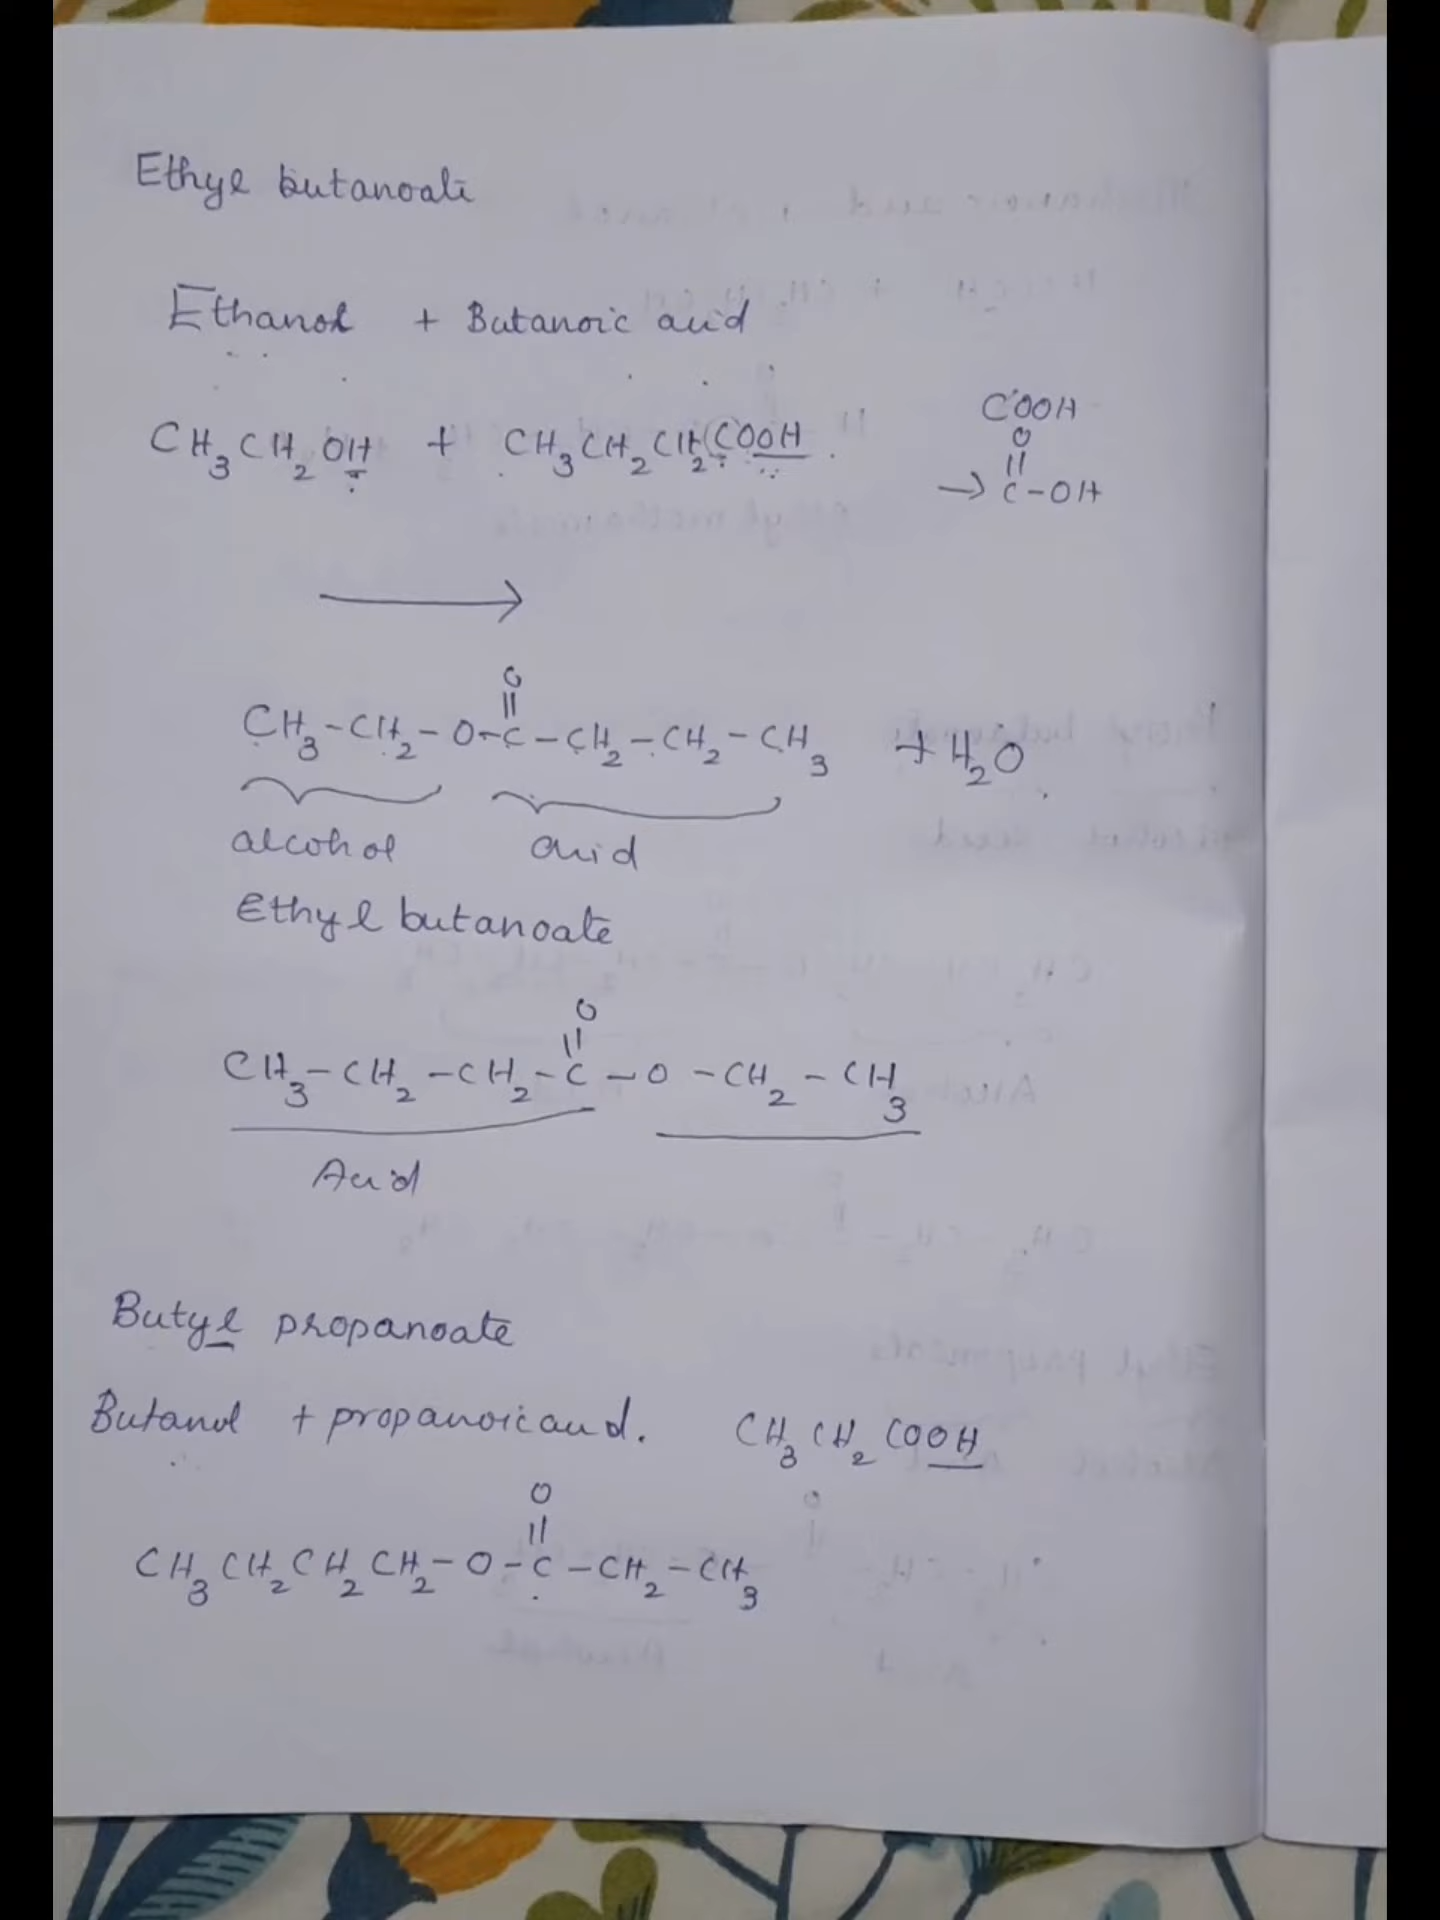 Ethyl butanoate
Ethanol + Butanoic acid
CH₃CH₂OH + CH₃CH₂CH₂COOH.
COOH
O
||
→ C-OH
→
O
||
CH₃-CH₂-O-C-CH₂-CH₂-CH₃ + H₂O
alcohol acid
Ethyl butanoate
O
||
CH₃-CH₂-CH₂-C-O-CH₂-CH₃
Acid
Butyl propanoate
Butanol + propanoic acid. CH₃CH₂COOH
O
||
CH₃CH₂CH₂CH₂-O-C-CH₂-CH₃